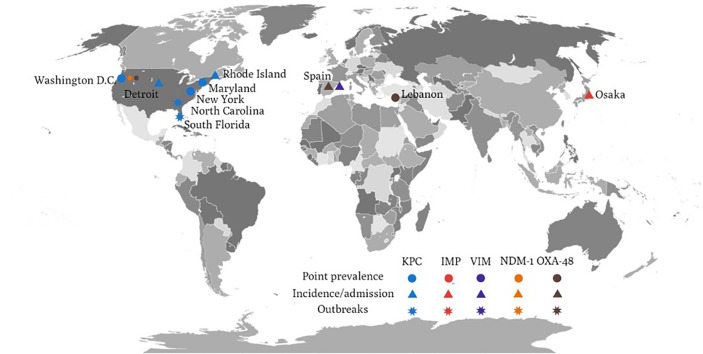 Washington D.C.
Detroit
Rhode Island
Maryland
New York
North Carolina
South Florida
Spain
Lebanon
Osaka
KPC IMP VIM NDM-1 OXA-48
Point prevalence
Incidence/admission
Outbreaks